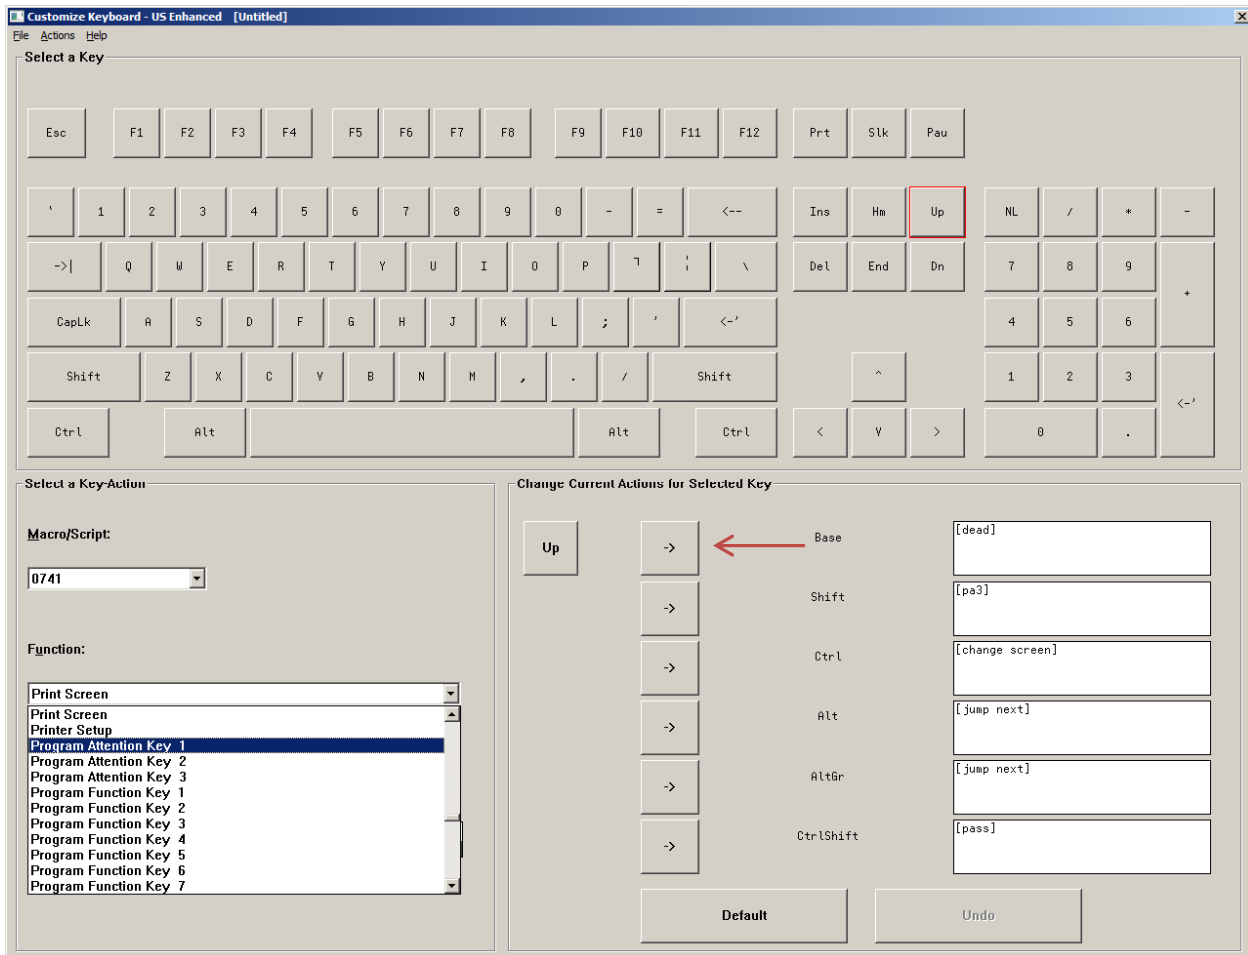 Customize Keyboard - US Enhanced [Untitled]
File Actions Help
Select a Key
Esc F1 F2 F3 F4 F5 F6 F7 F8 F9 F10 F11 F12 Prt Slk Pau
` 1 2 3 4 5 6 7 8 9 0 - = <-- Ins Hm Up NL / * -
->| Q W E R T Y U I O P ¬ ¦ \ Del End Dn 7 8 9 +
CapLk A S D F G H J K L ; ' <-' 4 5 6
Shift Z X C V B N M , . / Shift ^ 1 2 3 <-'
Ctrl Alt Alt Ctrl < V > 0 .
Select a Key-Action
Macro/Script:
0741
Function:
Print Screen
Print Screen
Printer Setup
Program Attention Key 1
Program Attention Key 2
Program Attention Key 3
Program Function Key 1
Program Function Key 2
Program Function Key 3
Program Function Key 4
Program Function Key 5
Program Function Key 6
Program Function Key 7
Change Current Actions for Selected Key
Up -> Base [dead]
-> Shift [pa3]
-> Ctrl [change screen]
-> Alt [jump next]
-> AltGr [jump next]
-> CtrlShift [pass]
Default Undo